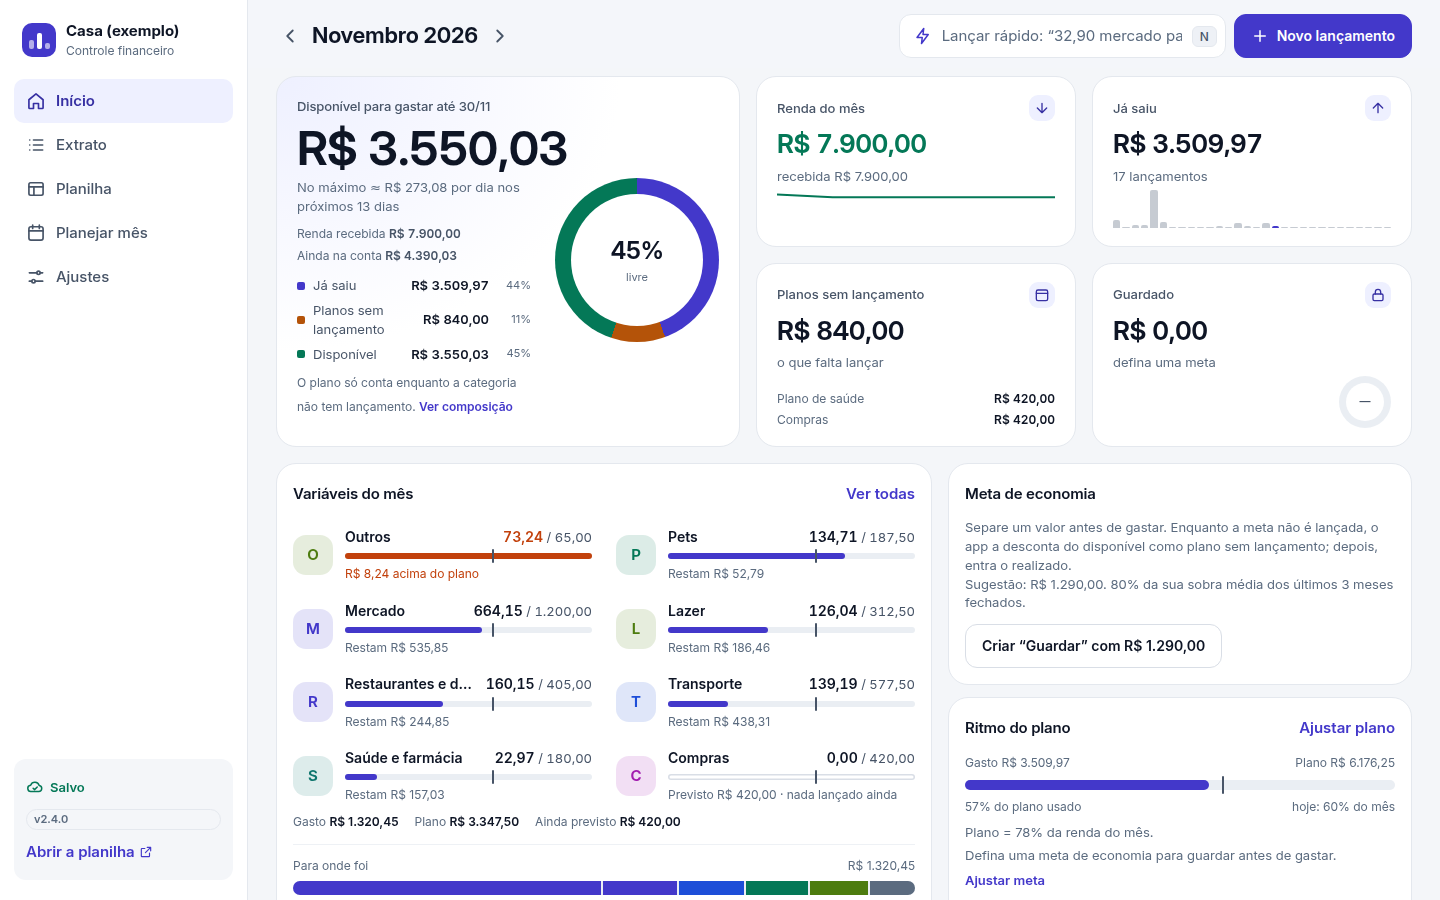 Casa (exemplo)
Controle financeiro
Início
Extrato
Planilha
Planejar mês
Ajustes
Salvo
v2.4.0
Abrir a planilha
Novembro 2026
Lançar rápido: “32,90 mercado pa
N
Novo lançamento
Disponível para gastar até 30/11
R$ 3.550,03
No máximo ≈ R$ 273,08 por dia nos
próximos 13 dias
Renda recebida R$ 7.900,00
Ainda na conta R$ 4.390,03
Já saiu R$ 3.509,97 44%
Planos sem
lançamento R$ 840,00 11%
Disponível R$ 3.550,03 45%
O plano só conta enquanto a categoria
não tem lançamento. Ver composição
45%
livre
Renda do mês
R$ 7.900,00
recebida R$ 7.900,00
Já saiu
R$ 3.509,97
17 lançamentos
Planos sem lançamento
R$ 840,00
o que falta lançar
Plano de saúde R$ 420,00
Compras R$ 420,00
Guardado
R$ 0,00
defina uma meta
—
Variáveis do mês
Ver todas
O
Outros 73,24 / 65,00
R$ 8,24 acima do plano
P
Pets 134,71 / 187,50
Restam R$ 52,79
M
Mercado 664,15 / 1.200,00
Restam R$ 535,85
L
Lazer 126,04 / 312,50
Restam R$ 186,46
R
Restaurantes e d... 160,15 / 405,00
Restam R$ 244,85
T
Transporte 139,19 / 577,50
Restam R$ 438,31
S
Saúde e farmácia 22,97 / 180,00
Restam R$ 157,03
C
Compras 0,00 / 420,00
Previsto R$ 420,00 · nada lançado ainda
Gasto R$ 1.320,45 Plano R$ 3.347,50 Ainda previsto R$ 420,00
Para onde foi R$ 1.320,45
Meta de economia
Separe um valor antes de gastar. Enquanto a meta não é lançada, o
app a desconta do disponível como plano sem lançamento; depois,
entra o realizado.
Sugestão: R$ 1.290,00. 80% da sua sobra média dos últimos 3 meses
fechados.
Criar “Guardar” com R$ 1.290,00
Ritmo do plano
Ajustar plano
Gasto R$ 3.509,97 Plano R$ 6.176,25
57% do plano usado hoje: 60% do mês
Plano = 78% da renda do mês.
Defina uma meta de economia para guardar antes de gastar.
Ajustar meta